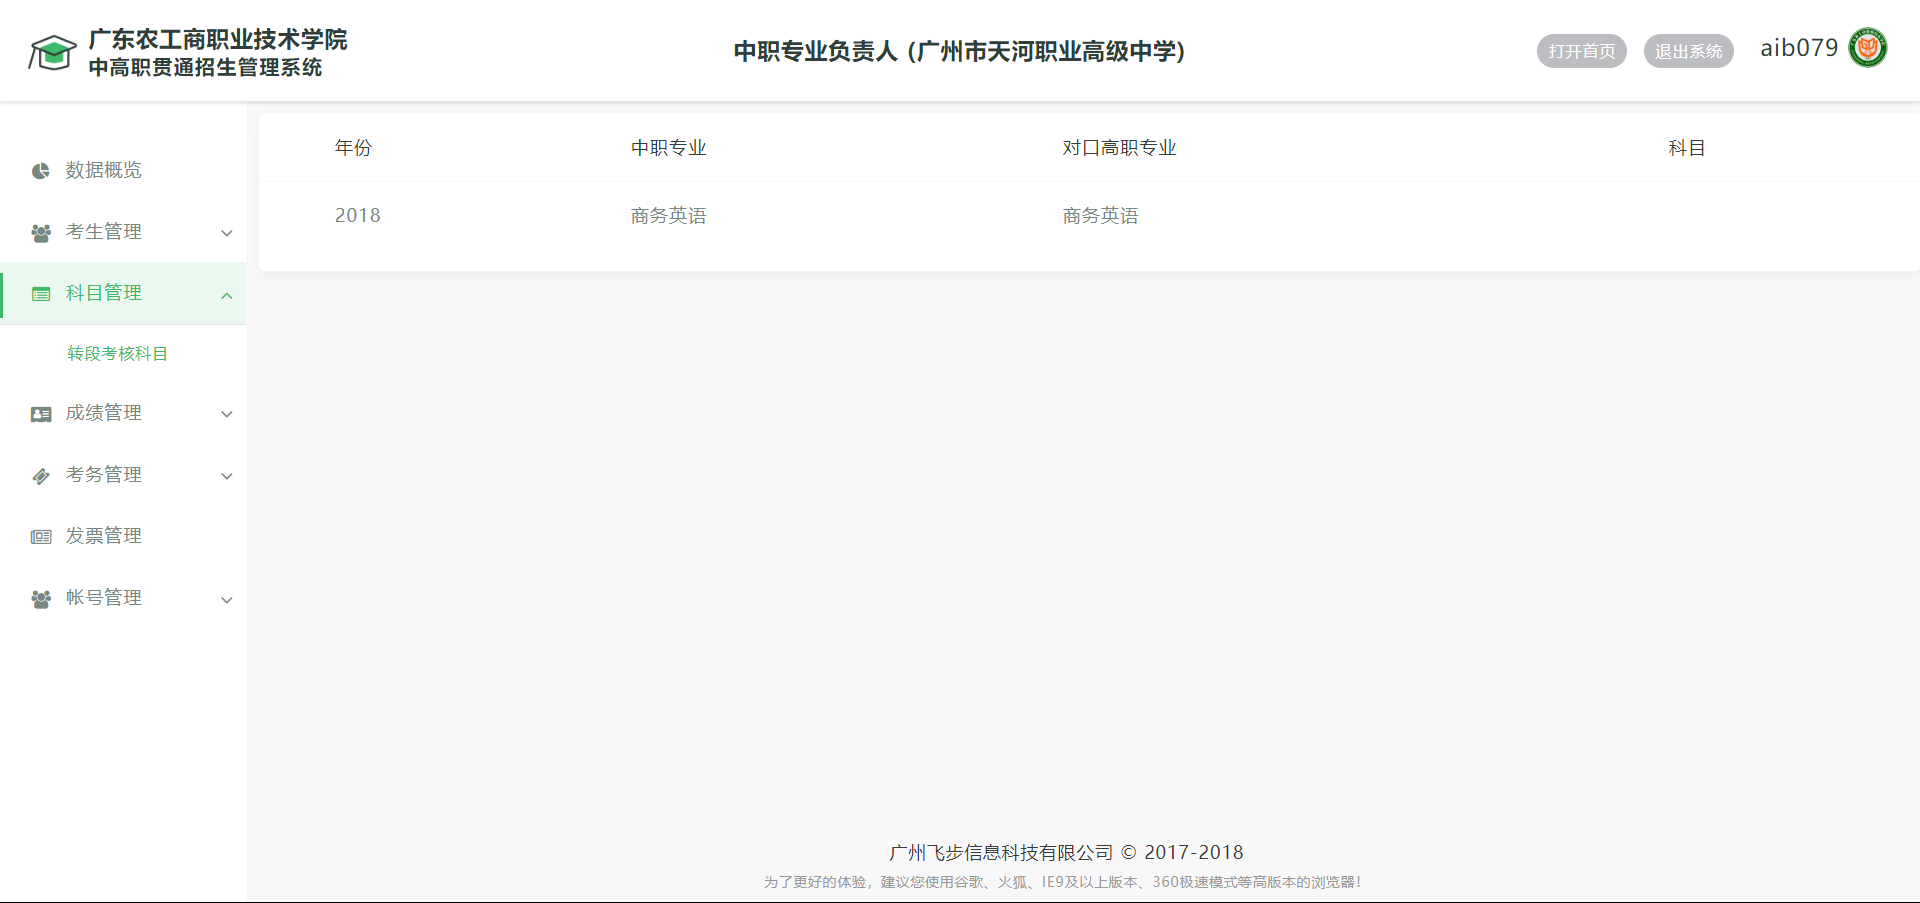 广东农工商职业技术学院
中高职贯通招生管理系统
中职专业负责人 (广州市天河职业高级中学)
打开首页
退出系统
aib079
数据概览
考生管理
科目管理
转段考核科目
成绩管理
考务管理
发票管理
帐号管理
年份 中职专业 对口高职专业 科目
2018 商务英语 商务英语
广州飞步信息科技有限公司 © 2017-2018
为了更好的体验，建议您使用谷歌、火狐、IE9及以上版本、360极速模式等高版本的浏览器！